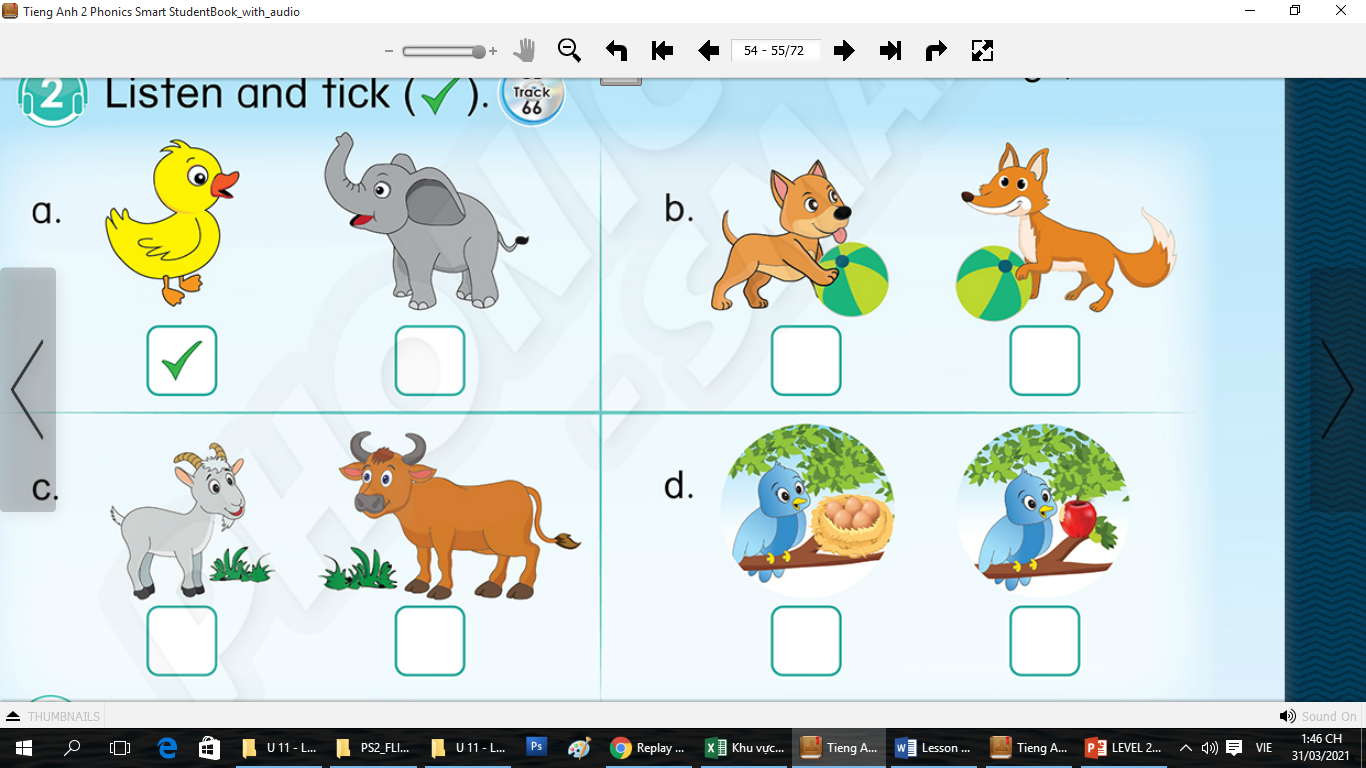 Tieng Anh 2 Phonics Smart StudentBook_with_audio
54 - 55/72
2 Listen and tick (✓). Track 66
a.
b.
c.
d.
PHONICS
THUMBNAILS
Sound On
U 11 - L...
PS2_FLI...
U 11 - L...
Ps
Replay ...
Khu vực...
Tieng A...
Lesson ...
Tieng A...
LEVEL 2...
VIE
1:46 CH
31/03/2021